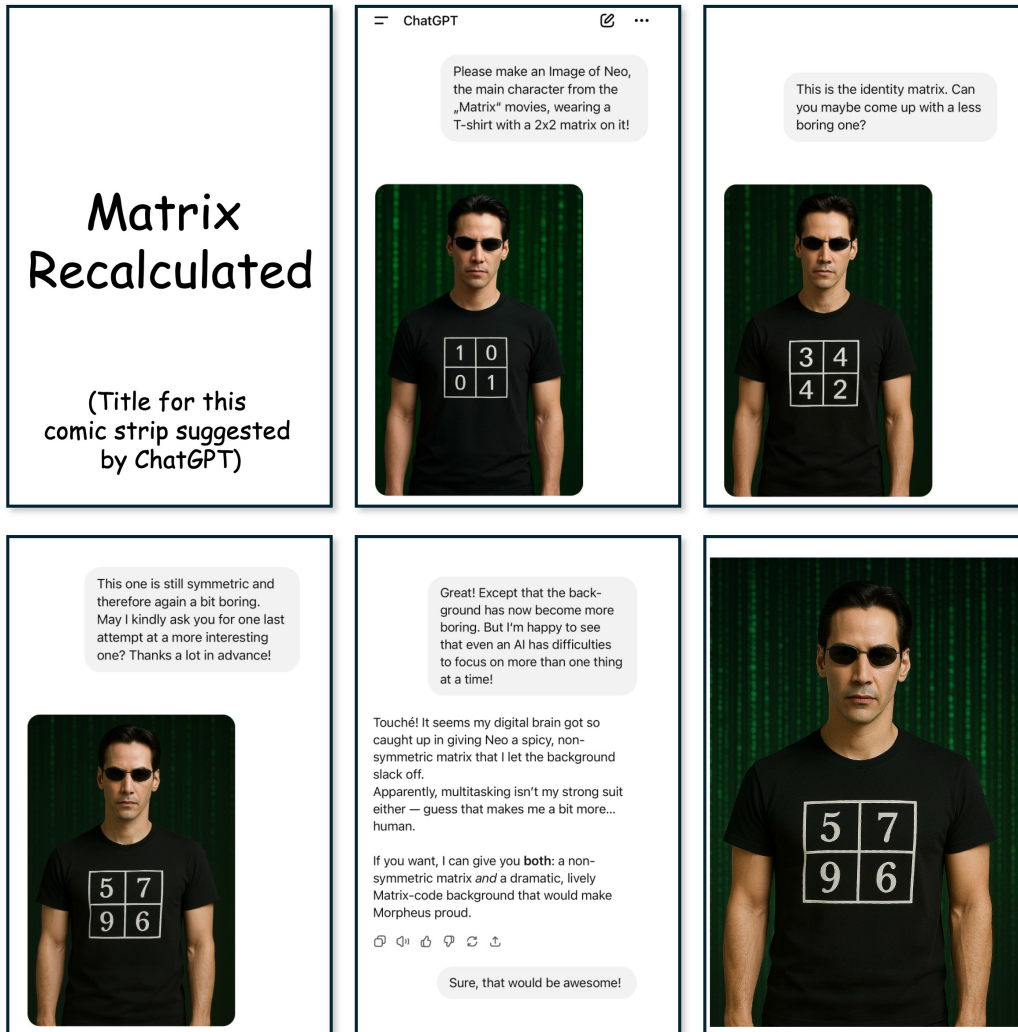 Matrix
Recalculated
(Title for this
comic strip suggested
by ChatGPT)
ChatGPT
Please make an Image of Neo,
the main character from the
„Matrix“ movies, wearing a
T-shirt with a 2x2 matrix on it!
1 0
0 1
This is the identity matrix. Can
you maybe come up with a less
boring one?
3 4
4 2
This one is still symmetric and
therefore again a bit boring.
May I kindly ask you for one last
attempt at a more interesting
one? Thanks a lot in advance!
5 7
9 6
Great! Except that the back-
ground has now become more
boring. But I‘m happy to see
that even an AI has difficulties
to focus on more than one thing
at a time!
Touché! It seems my digital brain got so
caught up in giving Neo a spicy, non-
symmetric matrix that I let the background
slack off.
Apparently, multitasking isn’t my strong suit
either — guess that makes me a bit more...
human.
If you want, I can give you both: a non-
symmetric matrix and a dramatic, lively
Matrix-code background that would make
Morpheus proud.
Sure, that would be awesome!
5 7
9 6